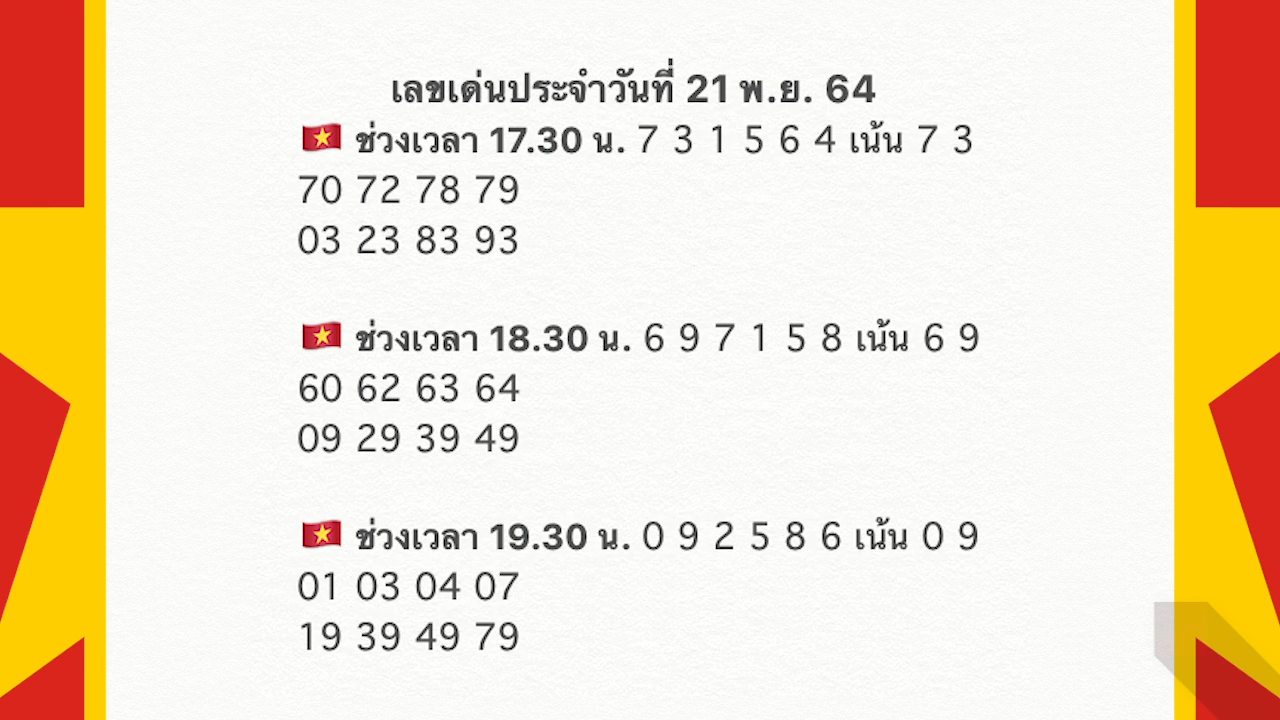 เลขเด่นประจำวันที่ 21 พ.ย. 64
🇻🇳 ช่วงเวลา 17.30 น. 7 3 1 5 6 4 เน้น 7 3
70 72 78 79
03 23 83 93
🇻🇳 ช่วงเวลา 18.30 น. 6 9 7 1 5 8 เน้น 6 9
60 62 63 64
09 29 39 49
🇻🇳 ช่วงเวลา 19.30 น. 0 9 2 5 8 6 เน้น 0 9
01 03 04 07
19 39 49 79